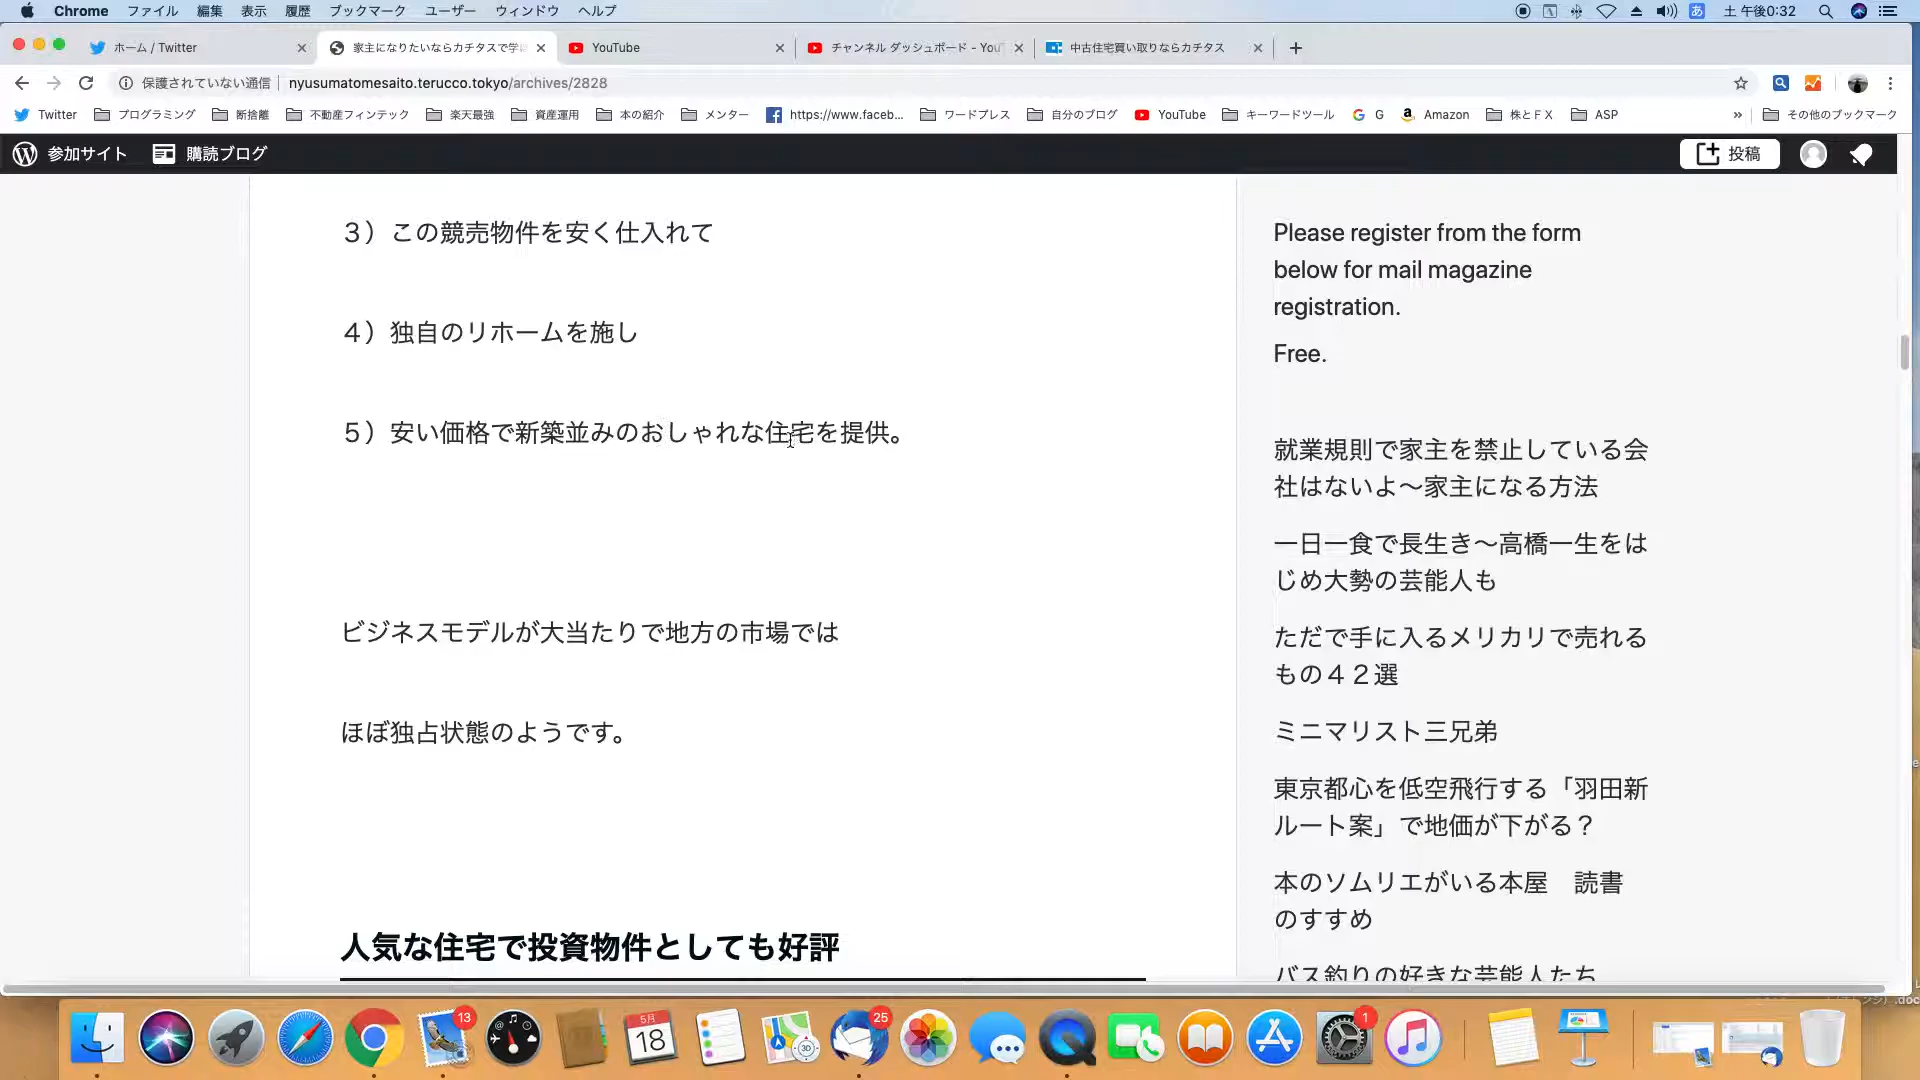 Chrome ファイル 編集 表示 履歴 ブックマーク ユーザー ウィンドウ ヘルプ
あ 土 午後0:32
ホーム / Twitter
家主になりたいならカチタスで学
YouTube
チャンネル ダッシュボード - You
中古住宅買い取りならカチタス
保護されていない通信 nyusumatomesaito.terucco.tokyo/archives/2828
Twitter プログラミング 断捨離 不動産フィンテック 楽天最強 資産運用 本の紹介 メンター https://www.faceb... ワードプレス 自分のブログ YouTube キーワードツール G Amazon 株とFX ASP » その他のブックマーク
参加サイト 購読ブログ 投稿
３）この競売物件を安く仕入れて
４）独自のリホームを施し
５）安い価格で新築並みのおしゃれな住宅を提供。
ビジネスモデルが大当たりで地方の市場では
ほぼ独占状態のようです。
人気な住宅で投資物件としても好評
Please register from the form
below for mail magazine
registration.
Free.
就業規則で家主を禁止している会
社はないよ〜家主になる方法
一日一食で長生き〜高橋一生をは
じめ大勢の芸能人も
ただで手に入るメリカリで売れる
もの４２選
ミニマリスト三兄弟
東京都心を低空飛行する「羽田新
ルート案」で地価が下がる？
本のソムリエがいる本屋　読書
のすすめ
バス釣りの好きな芸能人たち
13
5月
18
3D
25
1